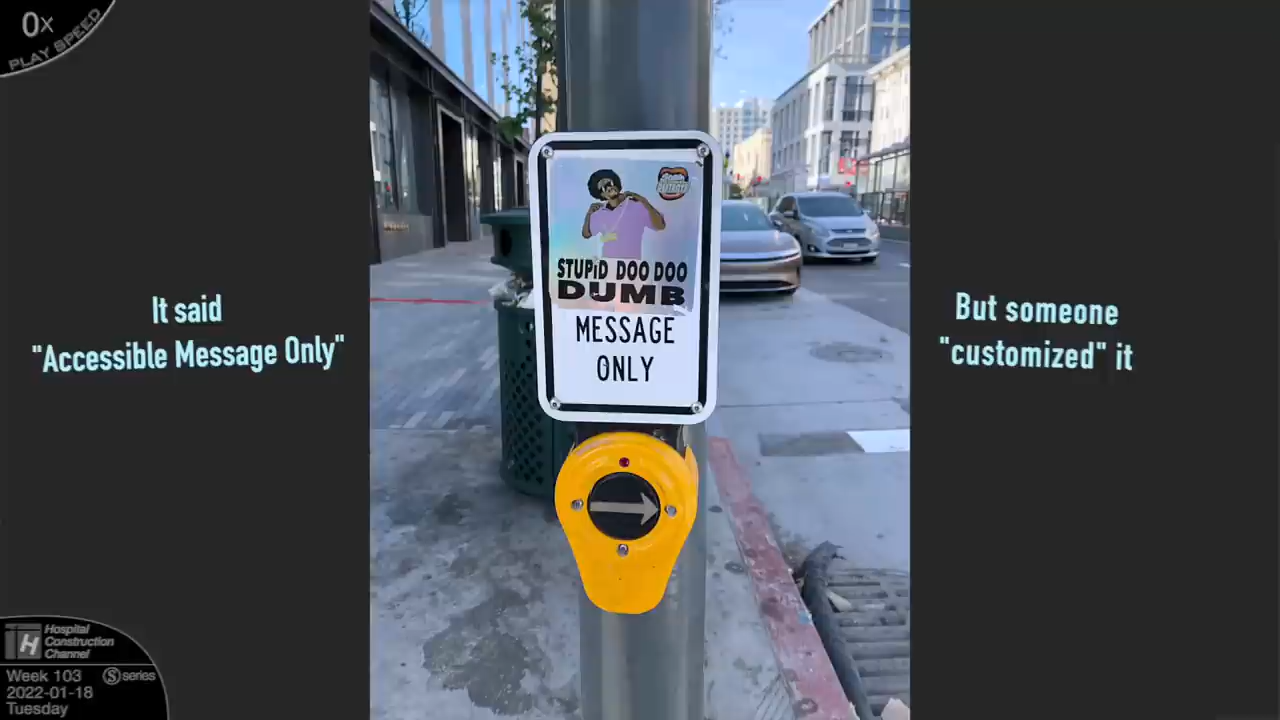 0x
PLAY SPEED
It said
"Accessible Message Only"
STUPiD DOO DOO
DUMB
MESSAGE
ONLY
But someone
"customized" it
H
Hospital
Construction
Channel
Week 103
S series
2022-01-18
Tuesday